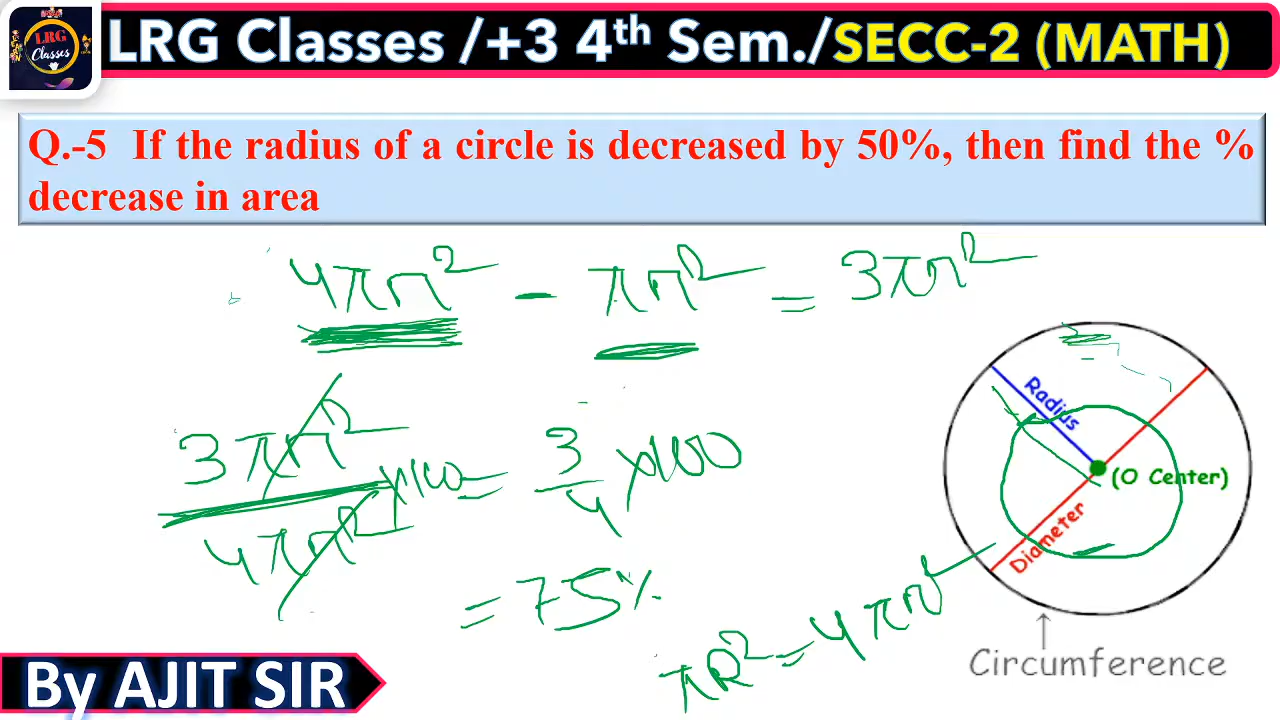 LRG Classes
LRG Classes /+3 4th Sem./SECC-2 (MATH)
Q.-5 If the radius of a circle is decreased by 50%, then find the %
decrease in area
4πr² - πr² = 3πr²
3πr²/4πr² ×100 = 3/4 ×100
= 75%
πR² = 4πr²
Radius
(O Center)
Diameter
Circumference
By AJIT SIR